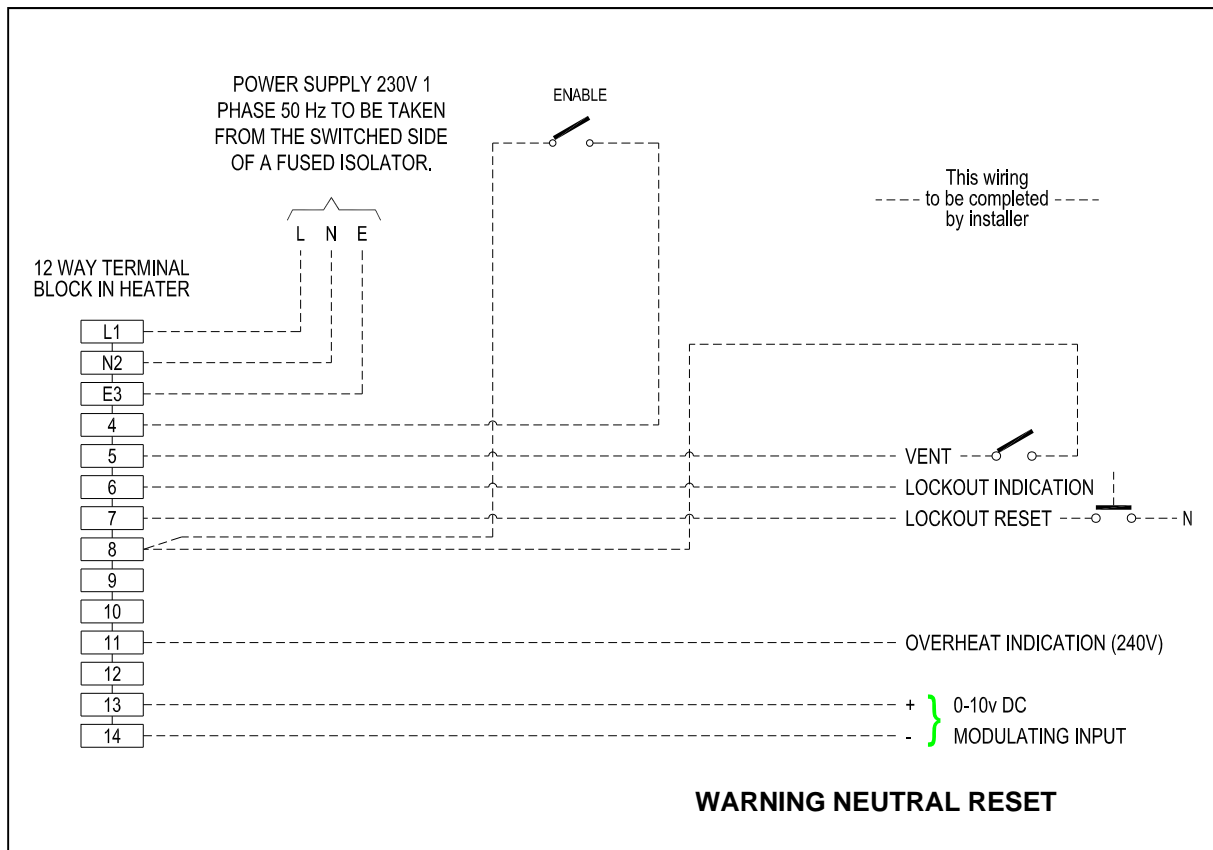 POWER SUPPLY 230V 1
PHASE 50 Hz TO BE TAKEN
FROM THE SWITCHED SIDE
OF A FUSED ISOLATOR.
ENABLE
This wiring
to be completed
by installer
L N E
12 WAY TERMINAL
BLOCK IN HEATER
L1
N2
E3
4
5 VENT
6 LOCKOUT INDICATION
7 LOCKOUT RESET N
8
9
10
11 OVERHEAT INDICATION (240V)
12
13 + 0-10v DC
14 - MODULATING INPUT
WARNING NEUTRAL RESET